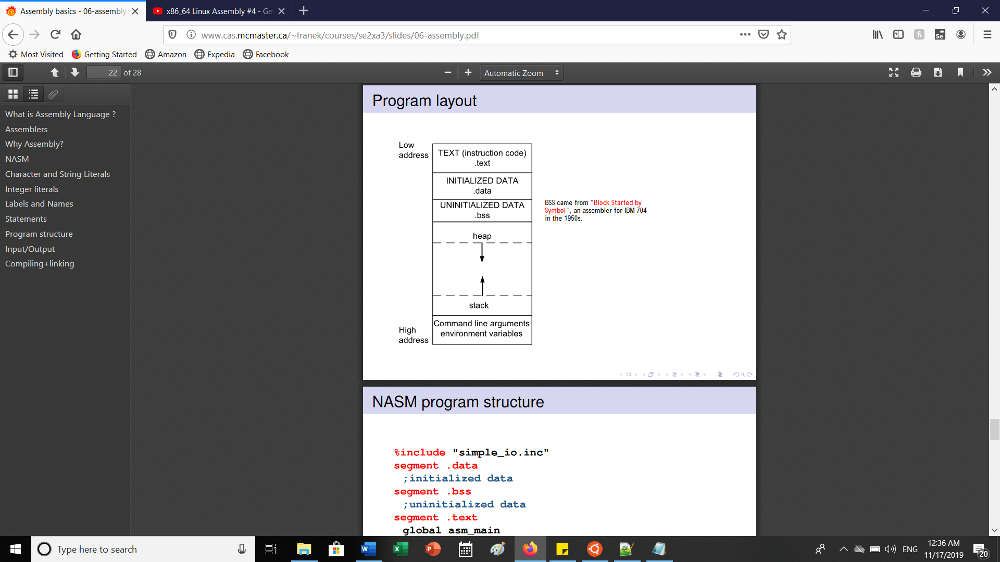 Assembly basics - 06-assembly.
x86_64 Linux Assembly #4 - Get
www.cas.mcmaster.ca/~franek/courses/se2xa3/slides/06-assembly.pdf
Most Visited
Getting Started
Amazon
Expedia
Facebook
22 of 28
Automatic Zoom
What is Assembly Language ?
Assemblers
Why Assembly?
NASM
Character and String Literals
Integer literals
Labels and Names
Statements
Program structure
Input/Output
Compiling+linking
Program layout
Low
address
TEXT (instruction code)
.text
INITIALIZED DATA
.data
UNINITIALIZED DATA
.bss
BSS came from “Block Started by
Symbol”, an assembler for IBM 704
in the 1950s.
heap
stack
Command line arguments
environment variables
High
address
NASM program structure
%include "simple_io.inc"
segment .data
;initialized data
segment .bss
;uninitialized data
segment .text
global asm_main
Type here to search
ENG
12:36 AM
11/17/2019
20